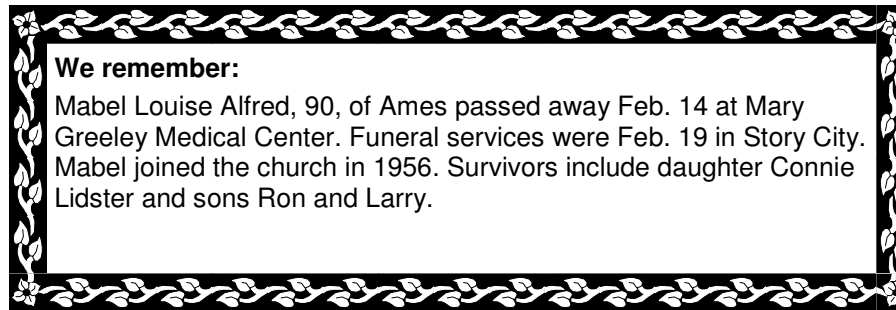 We remember:
Mabel Louise Alfred, 90, of Ames passed away Feb. 14 at Mary
Greeley Medical Center. Funeral services were Feb. 19 in Story City.
Mabel joined the church in 1956. Survivors include daughter Connie
Lidster and sons Ron and Larry.